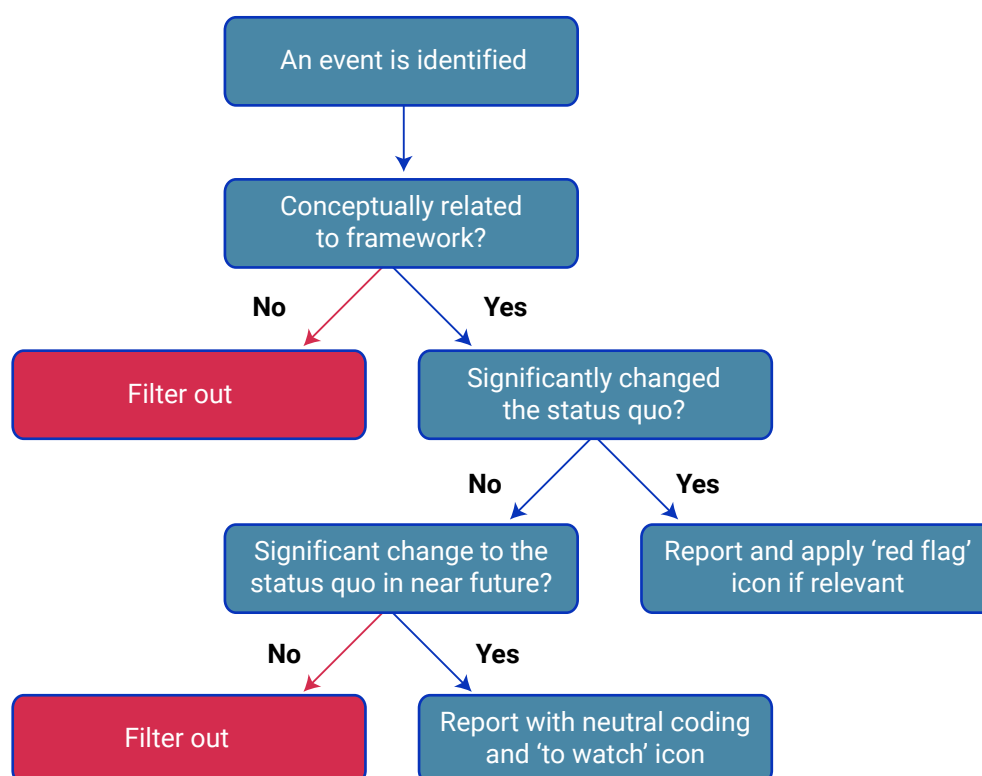 An event is identified
Conceptually related
to framework?
No
Yes
Filter out
Significantly changed
the status quo?
No
Yes
Significant change to the
status quo in near future?
Report and apply ‘red flag’
icon if relevant
No
Yes
Filter out
Report with neutral coding
and ‘to watch’ icon